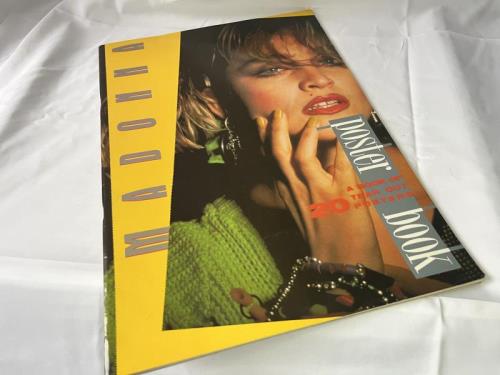 MADONNA
poster
book
20
A BOOK OF
TEAR OUT
POSTERS